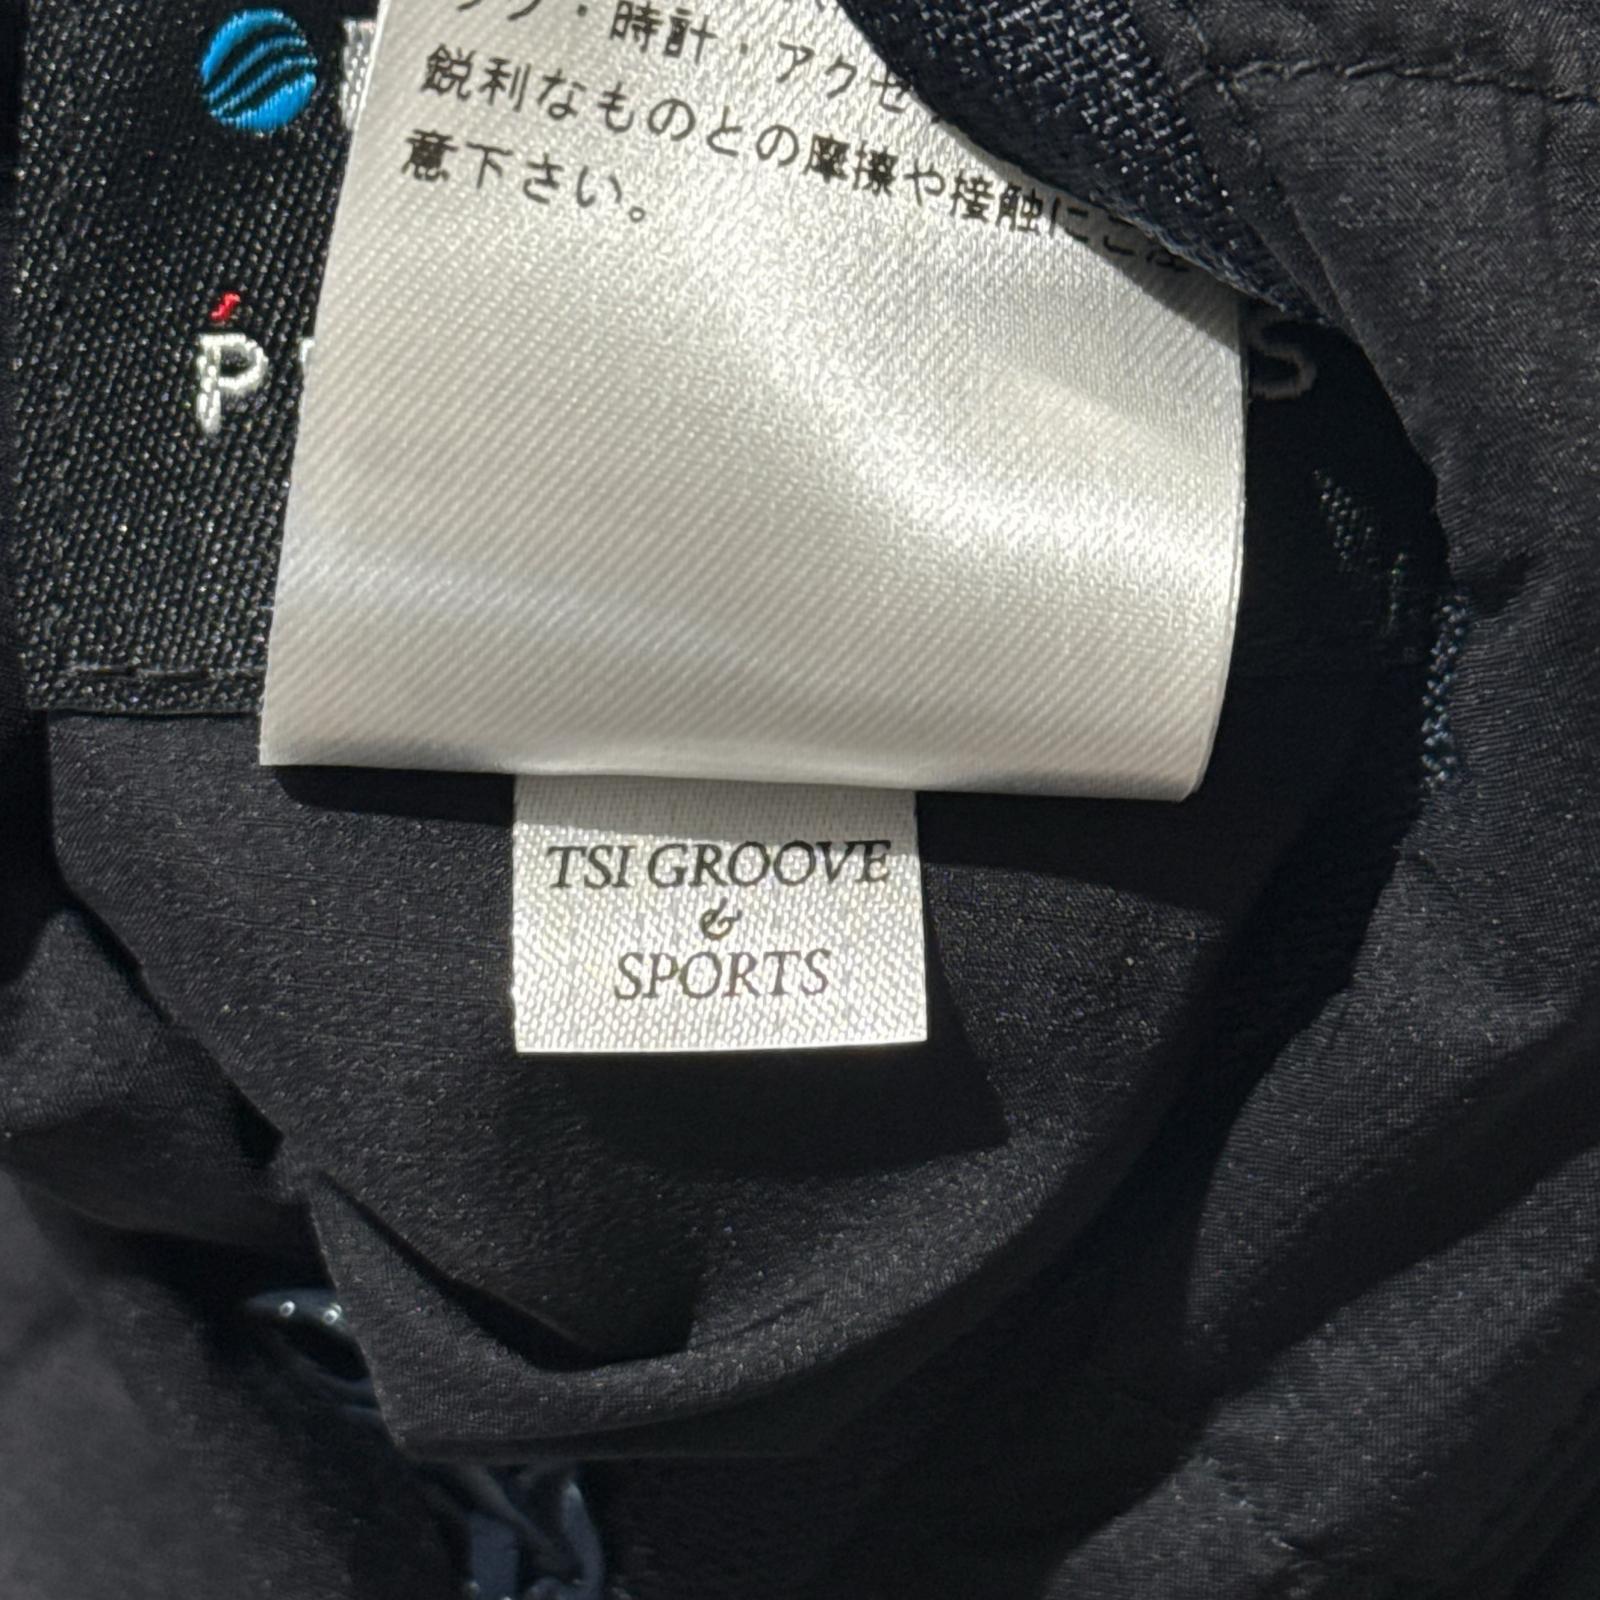 ・時計・アクセ
鋭利なものとの摩擦や接触にご注
意下さい。
P
S
TSI GROOVE
&
SPORTS